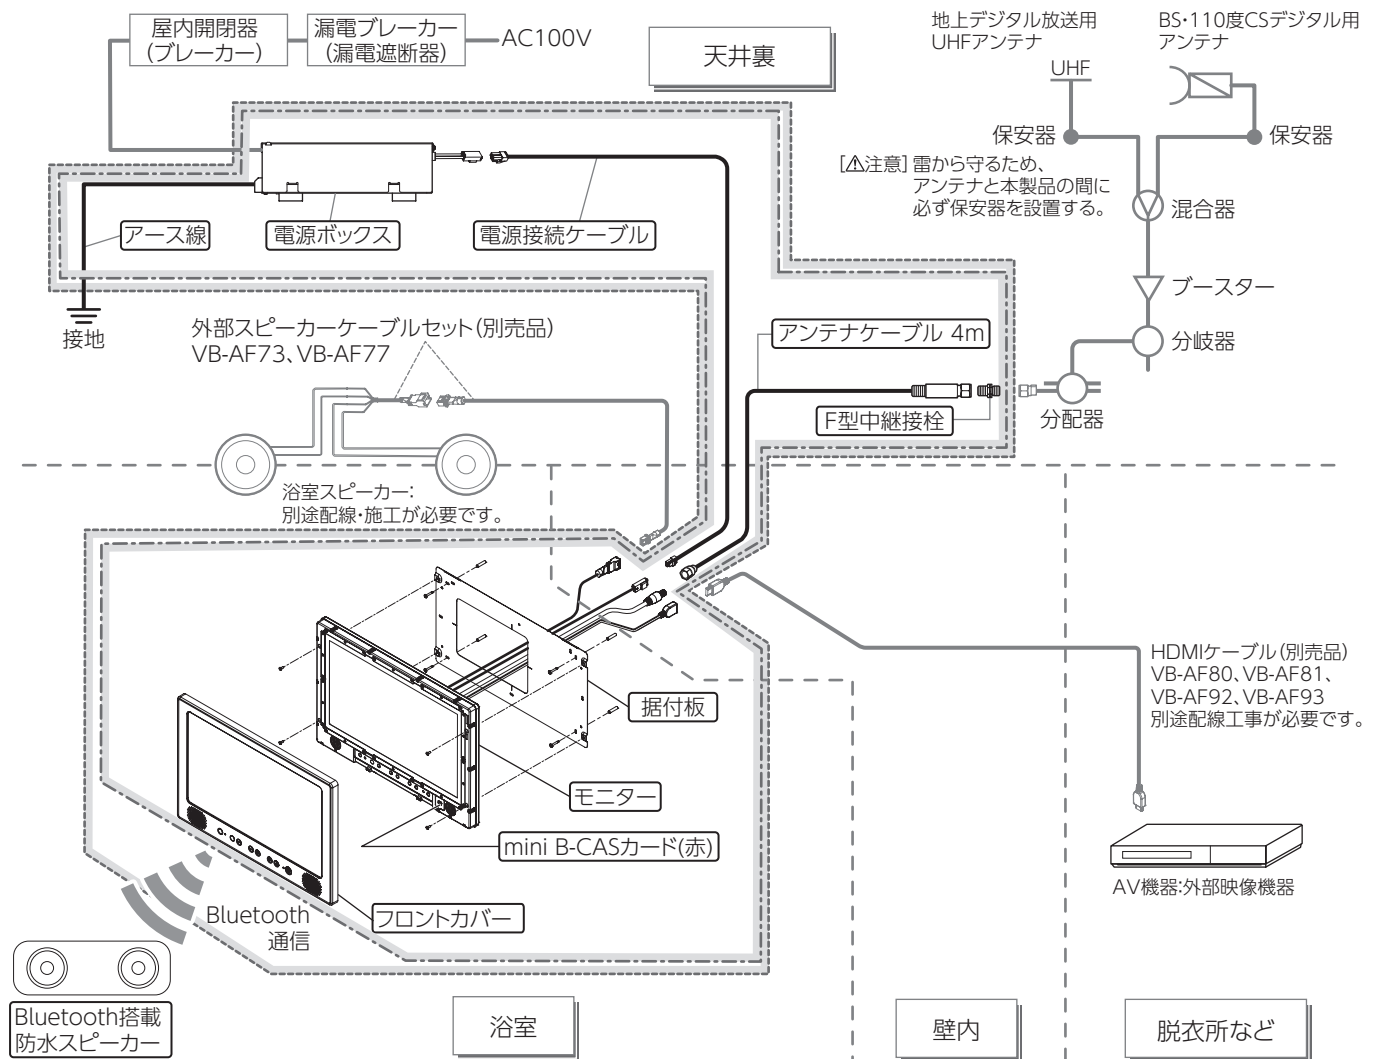 屋内開閉器
(ブレーカー)
漏電ブレーカー
(漏電遮断器)
AC100V
天井裏
地上デジタル放送用
UHFアンテナ
BS・110度CSデジタル用
アンテナ
UHF
保安器
保安器
[⚠注意] 雷から守るため、
アンテナと本製品の間に
必ず保安器を設置する。
混合器
アース線
電源ボックス
電源接続ケーブル
ブースター
接地
外部スピーカーケーブルセット(別売品)
VB-AF73、VB-AF77
アンテナケーブル 4m
分岐器
F型中継接栓
分配器
浴室スピーカー:
別途配線・施工が必要です。
HDMIケーブル(別売品)
VB-AF80、VB-AF81、
VB-AF92、VB-AF93
別途配線工事が必要です。
据付板
モニター
mini B-CASカード(赤)
AV機器:外部映像機器
フロントカバー
Bluetooth
通信
Bluetooth搭載
防水スピーカー
浴室
壁内
脱衣所など